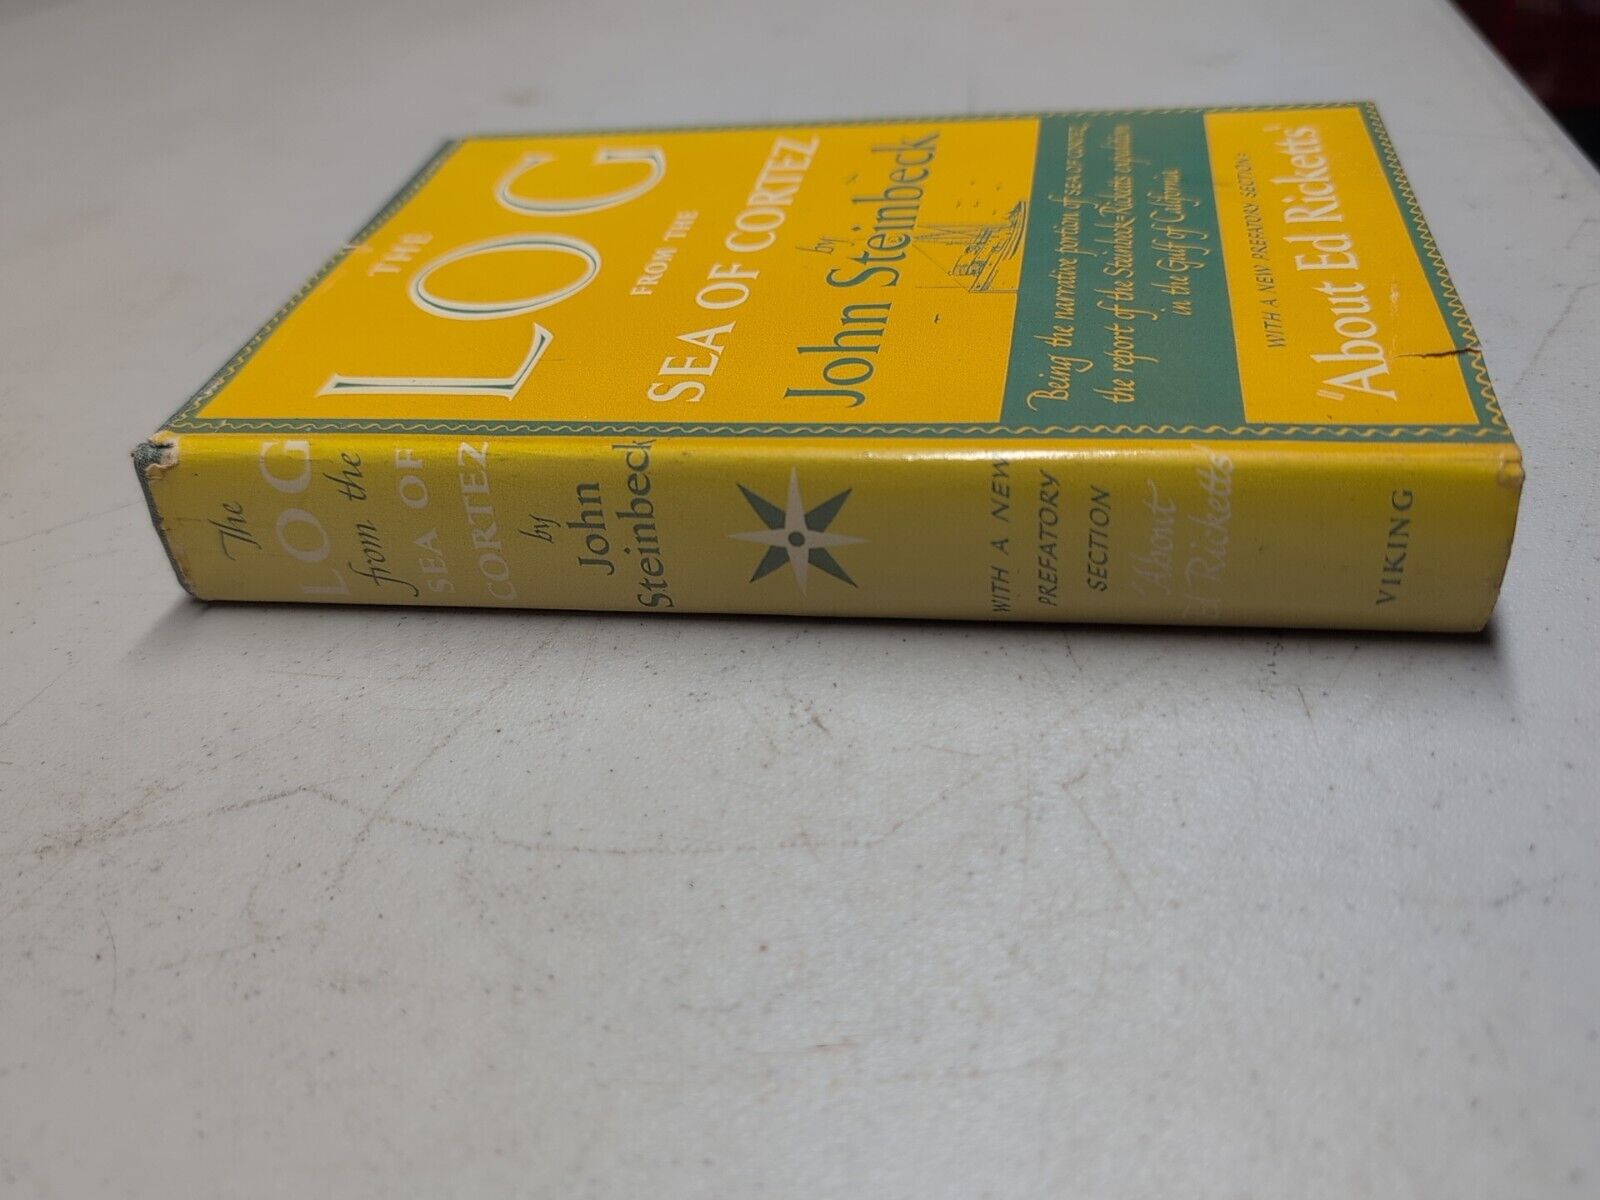 THE
LOG
FROM THE
SEA OF CORTEZ
by
John Steinbeck
Being the narrative portion of SEA OF CORTEZ,
the report of the Steinbeck=Ricketts expedition
in the Gulf of California
WITH A NEW PREFATORY SECTION:
"About Ed Ricketts"
The
LOG
from the
SEA OF
CORTEZ
by
John
Steinbeck
WITH A NEW
PREFATORY
SECTION
"About
Ed Ricketts"
VIKING